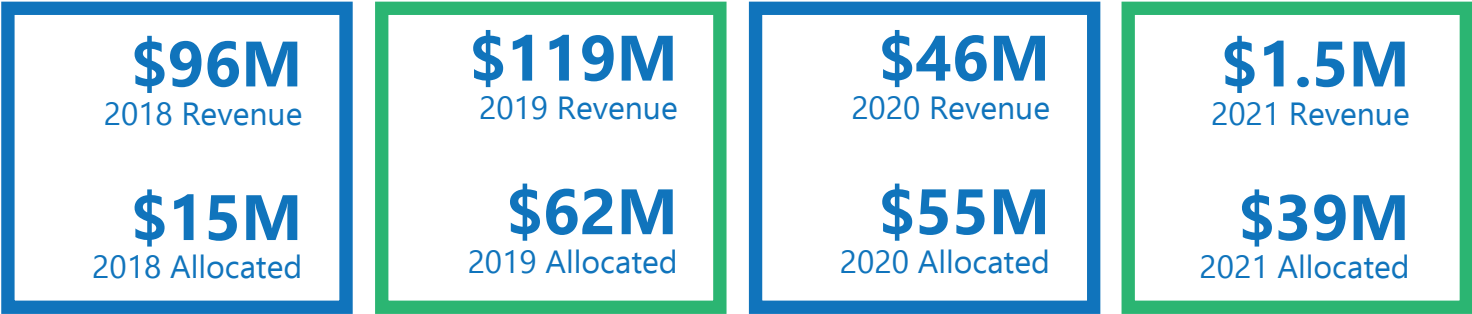 $96M
2018 Revenue
$15M
2018 Allocated
$119M
2019 Revenue
$62M
2019 Allocated
$46M
2020 Revenue
$55M
2020 Allocated
$1.5M
2021 Revenue
$39M
2021 Allocated